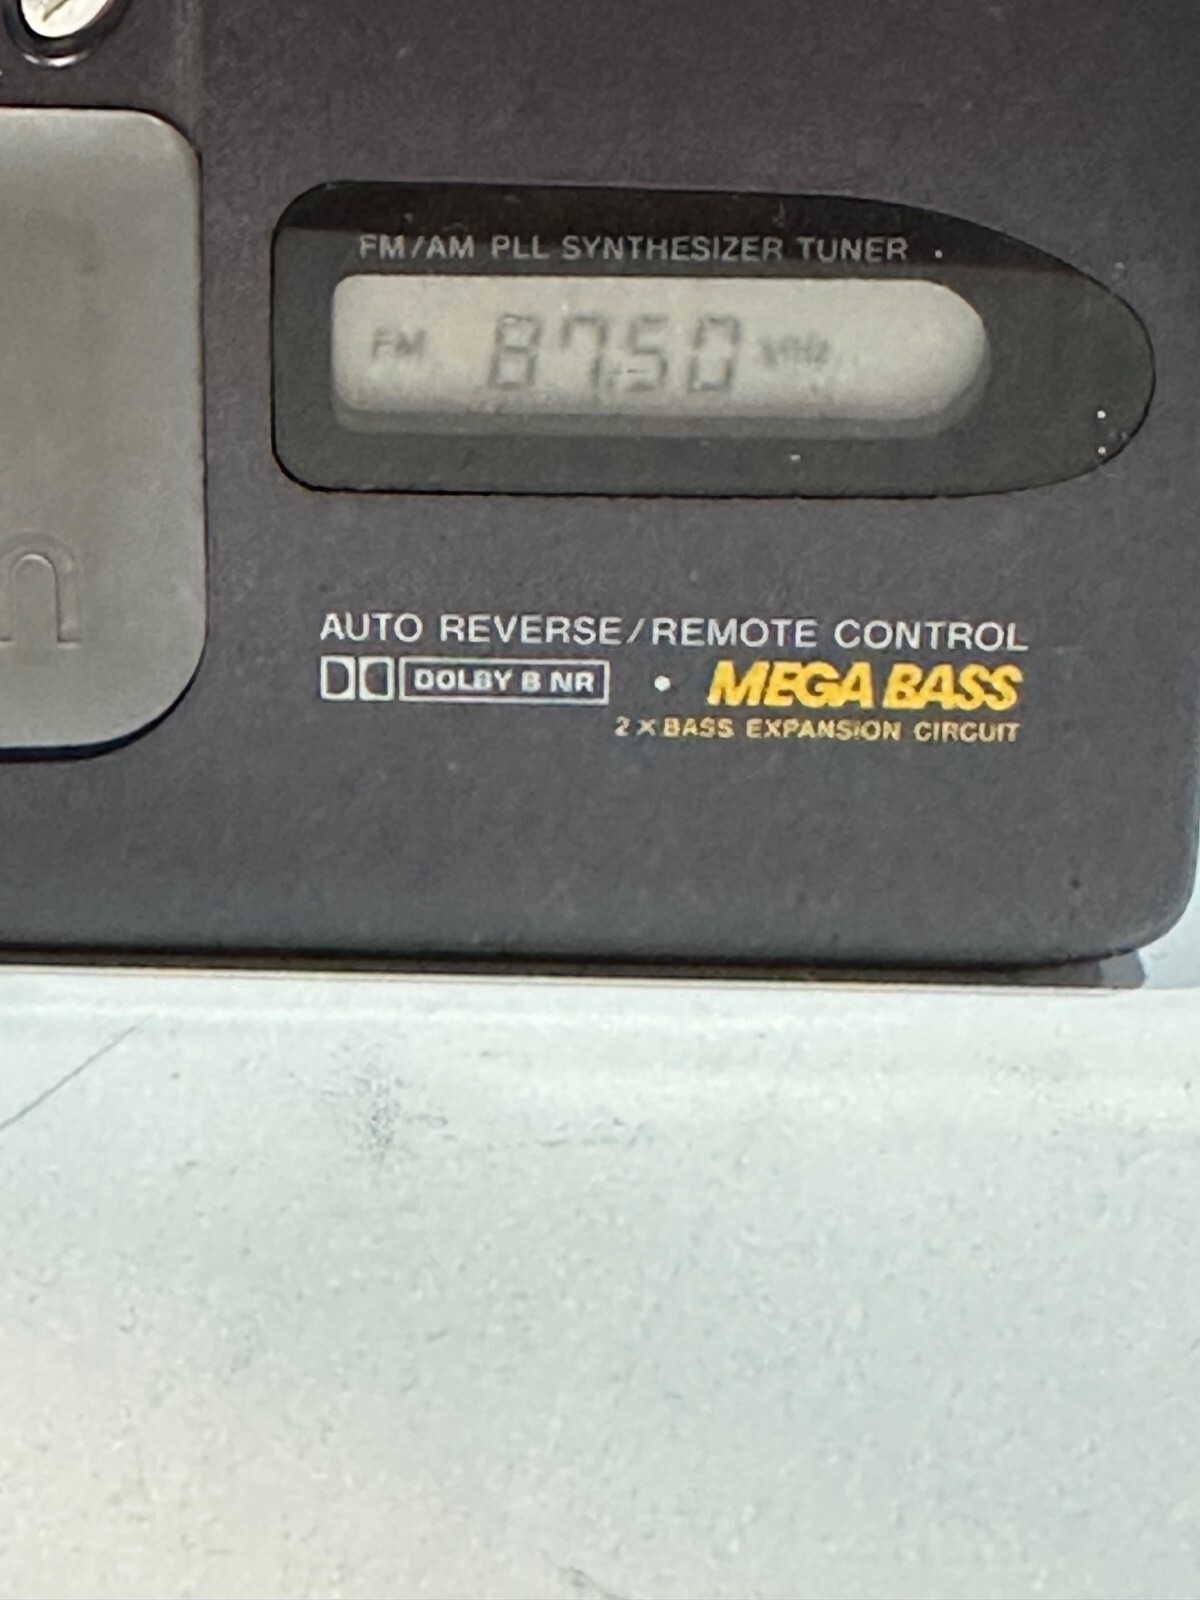 FM/AM PLL SYNTHESIZER TUNER
FM 87.50
n
AUTO REVERSE/REMOTE CONTROL
DOLBY B NR • MEGA BASS
2×BASS EXPANSION CIRCUIT